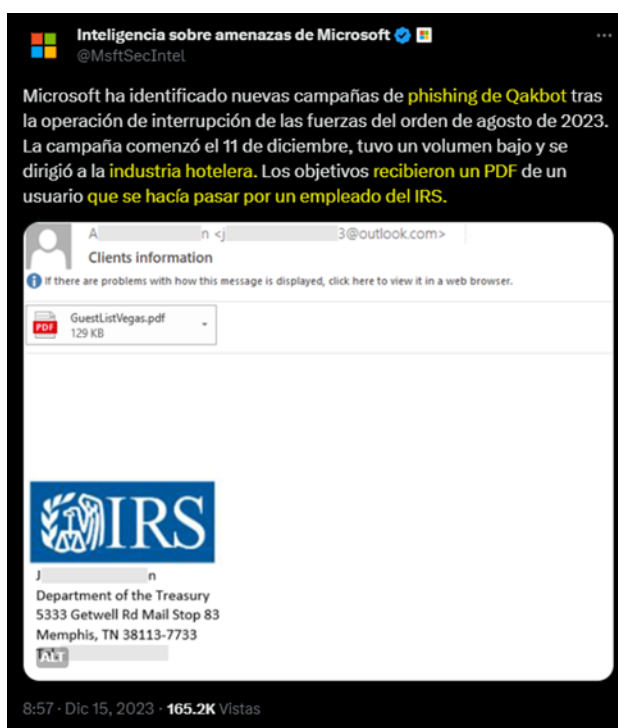 Inteligencia sobre amenazas de Microsoft
@MsftSecIntel
Microsoft ha identificado nuevas campañas de phishing de Qakbot tras
la operación de interrupción de las fuerzas del orden de agosto de 2023.
La campaña comenzó el 11 de diciembre, tuvo un volumen bajo y se
dirigió a la industria hotelera. Los objetivos recibieron un PDF de un
usuario que se hacía pasar por un empleado del IRS.
A n <j 3@outlook.com>
Clients information
If there are problems with how this message is displayed, click here to view it in a web browser.
PDF
GuestListVegas.pdf
129 KB
IRS
J n
Department of the Treasury
5333 Getwell Rd Mail Stop 83
Memphis, TN 38113-7733
ALT
8:57 · Dic 15, 2023 · 165.2K Vistas